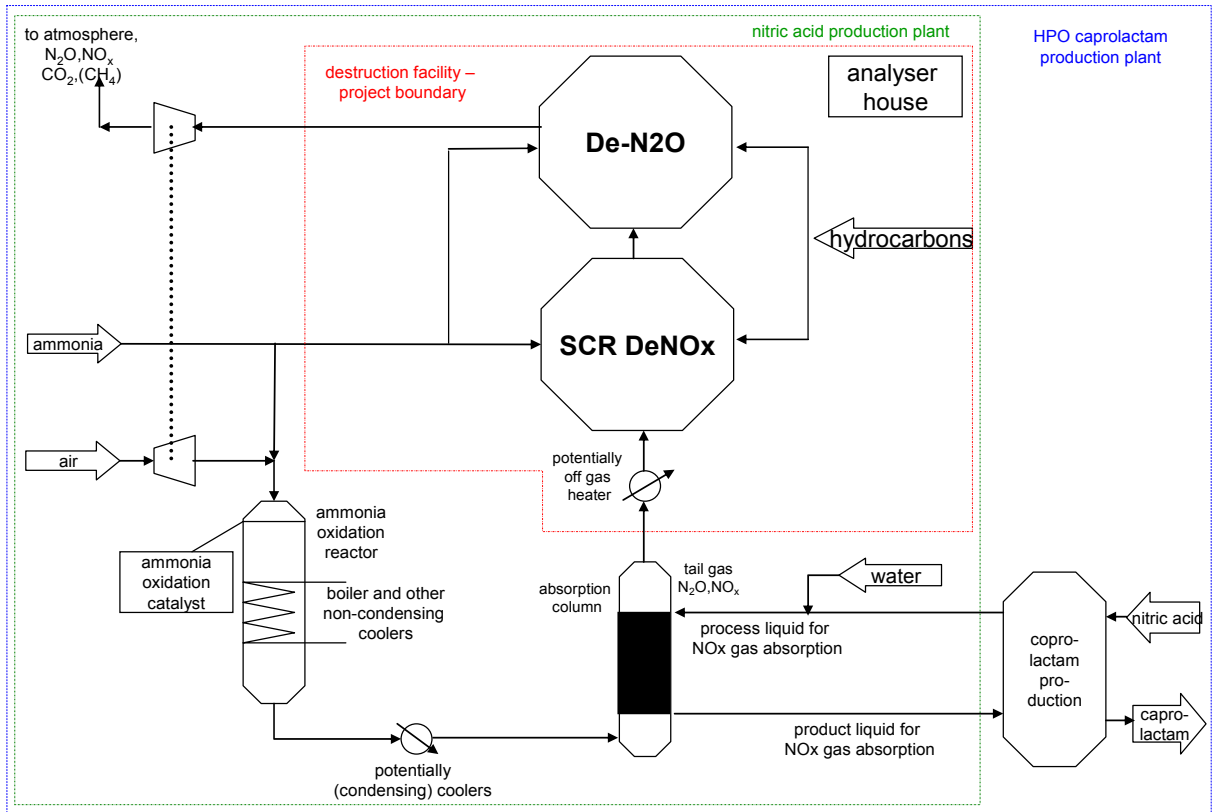 to atmosphere,
N₂O,NOₓ
CO₂,(CH₄)
nitric acid production plant
HPO caprolactam
production plant
destruction facility –
project boundary
analyser
house
De-N2O
hydrocarbons
SCR DeNOx
ammonia
air
potentially
off gas
heater
ammonia
oxidation
reactor
ammonia
oxidation
catalyst
boiler and other
non-condensing
coolers
absorption
column
tail gas
N₂O,NOₓ
water
process liquid for
NOx gas absorption
nitric acid
copro-
lactam
pro-
duction
product liquid for
NOx gas absorption
capro-
lactam
potentially
(condensing) coolers